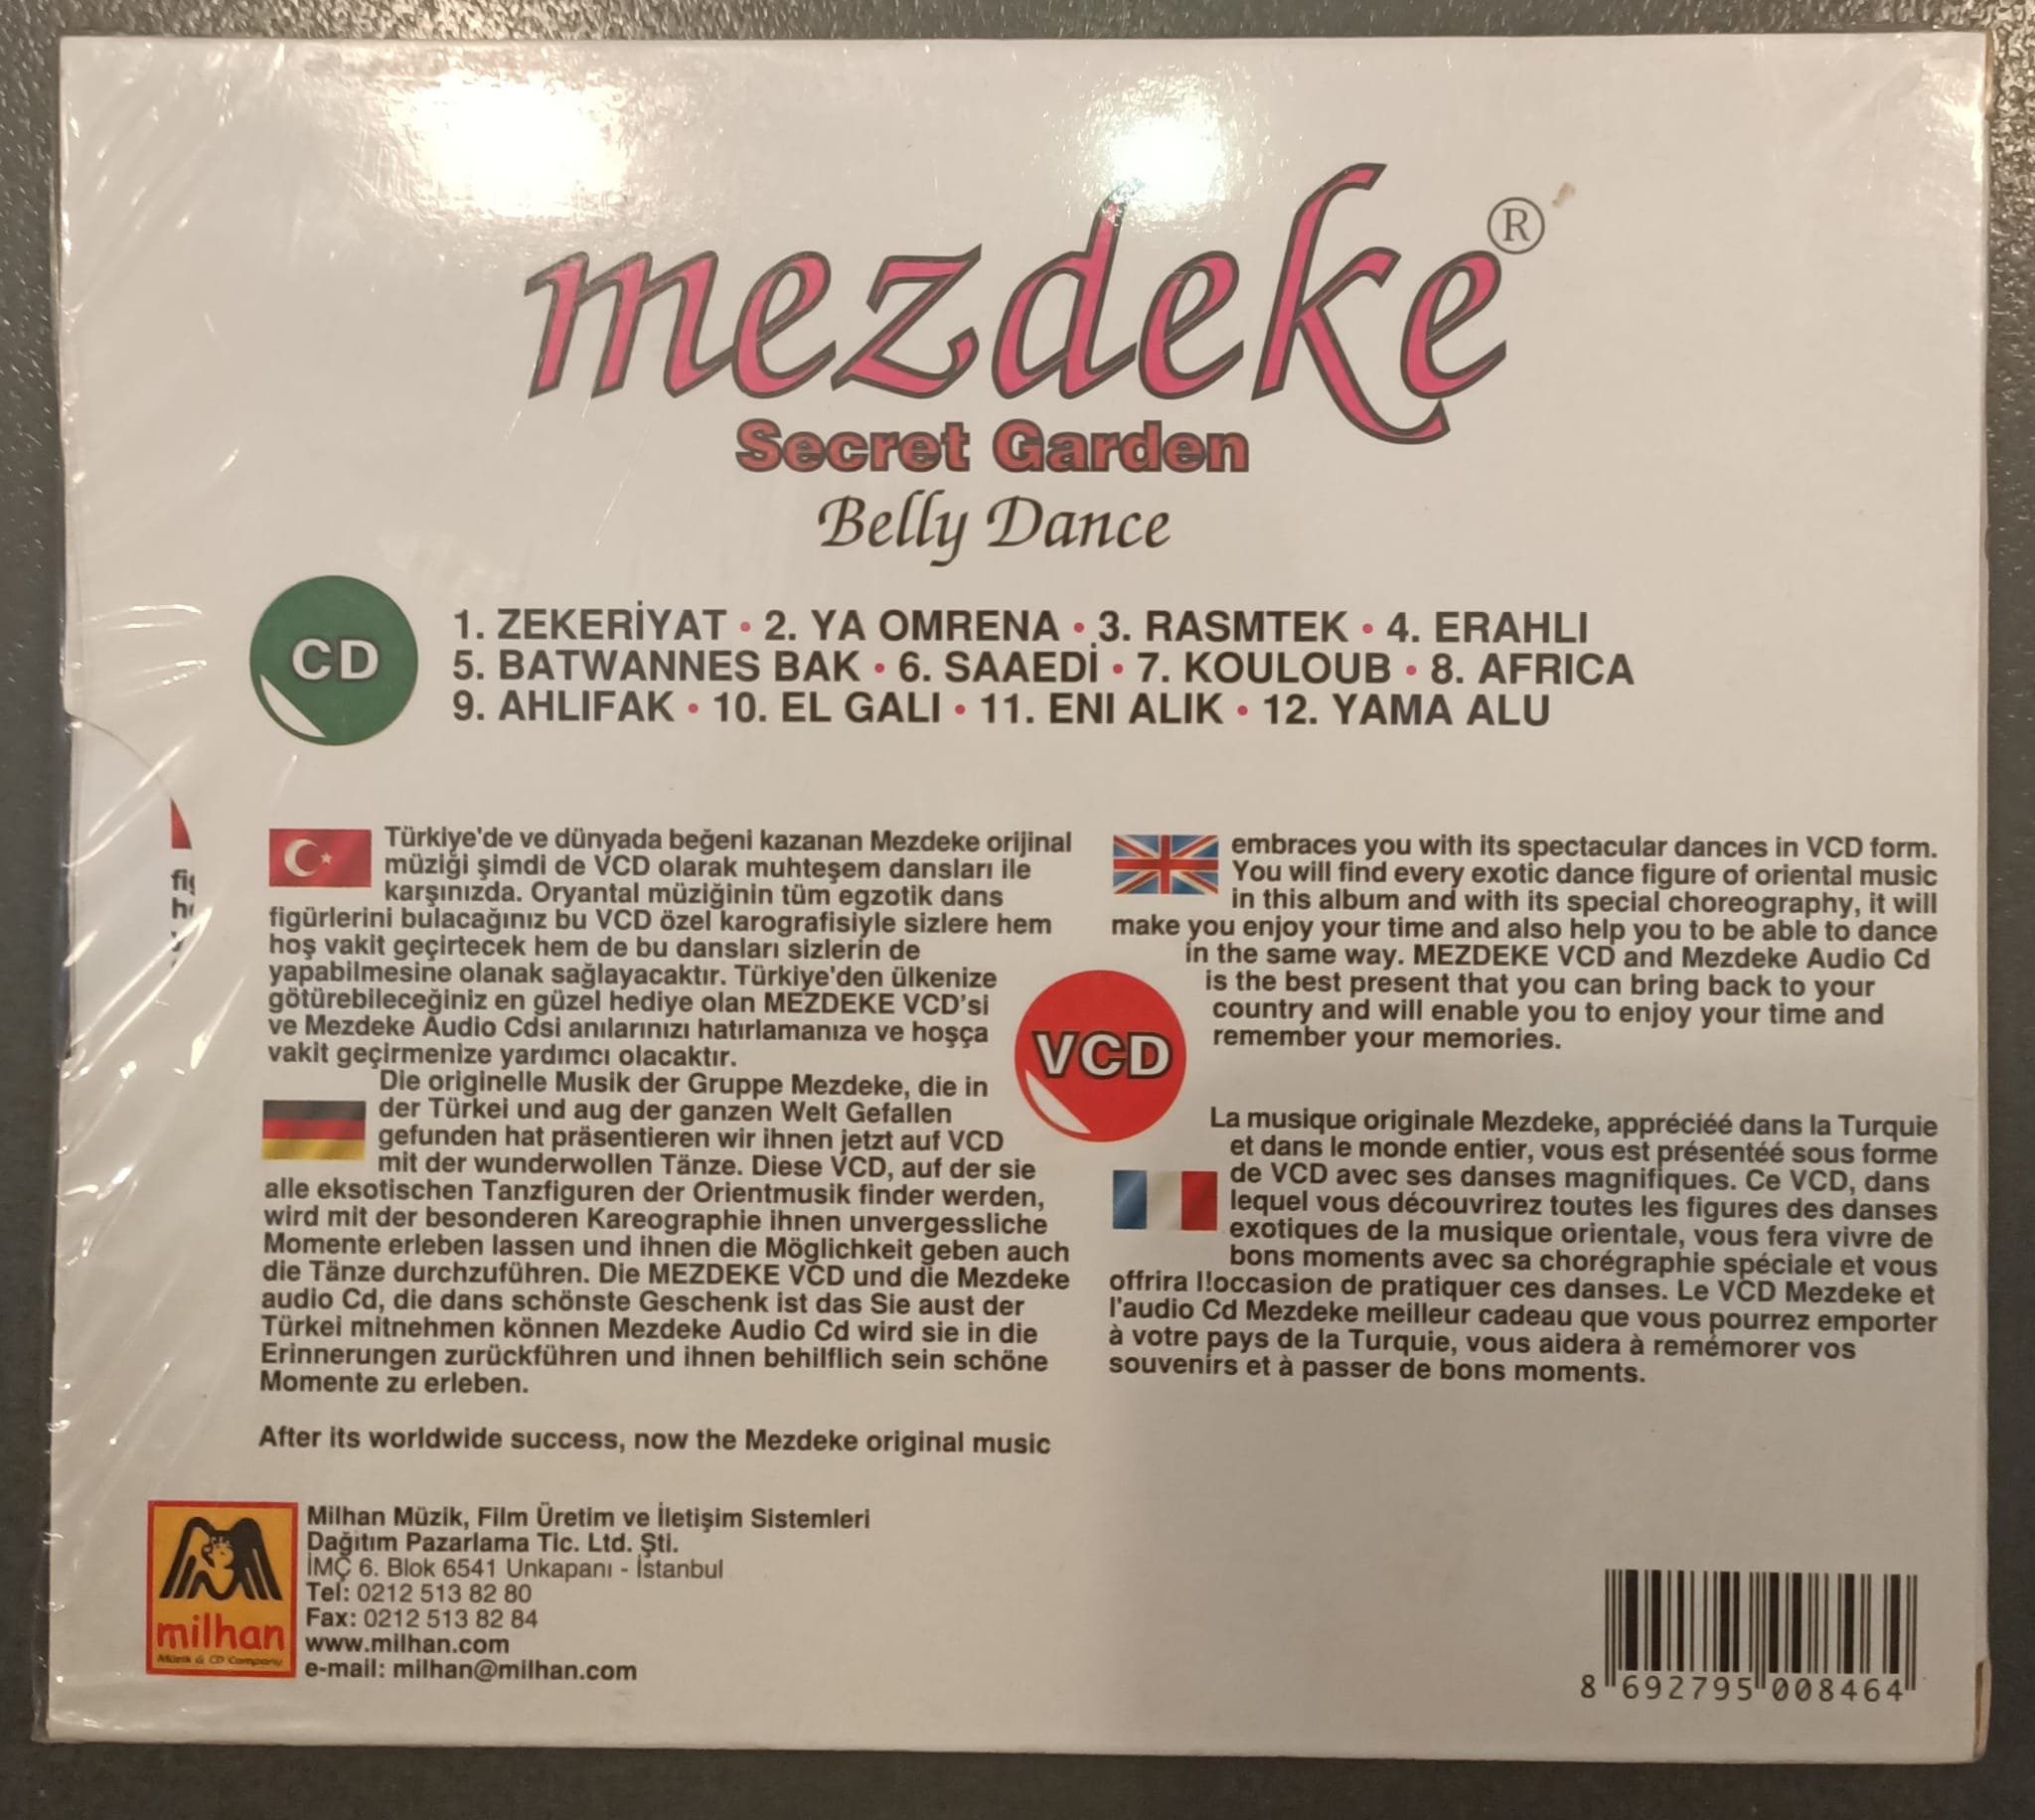 mezdeke®
Secret Garden
Belly Dance
CD
1. ZEKERİYAT • 2. YA OMRENA • 3. RASMTEK • 4. ERAHLI
5. BATWANNES BAK • 6. SAAEDİ • 7. KOULOUB • 8. AFRICA
9. AHLIFAK • 10. EL GALI • 11. ENI ALIK • 12. YAMA ALU
Türkiye'de ve dünyada beğeni kazanan Mezdeke orijinal
müziği şimdi de VCD olarak muhteşem dansları ile
karşınızda. Oryantal müziğinin tüm egzotik dans
figürlerini bulacağınız bu VCD özel karografisiyle sizlere hem
hoş vakit geçirtecek hem de bu dansları sizlerin de
yapabilmesine olanak sağlayacaktır. Türkiye'den ülkenize
götürebileceğiniz en güzel hediye olan MEZDEKE VCD'si
ve Mezdeke Audio Cdsi anılarınızı hatırlamanıza ve hoşça
vakit geçirmenize yardımcı olacaktır.
Die originelle Musik der Gruppe Mezdeke, die in
der Türkei und aug der ganzen Welt Gefallen
gefunden hat präsentieren wir ihnen jetzt auf VCD
mit der wunderwollen Tänze. Diese VCD, auf der sie
alle eksotischen Tanzfiguren der Orientmusik finder werden,
wird mit der besonderen Kareographie ihnen unvergessliche
Momente erleben lassen und ihnen die Möglichkeit geben auch
die Tänze durchzuführen. Die MEZDEKE VCD und die Mezdeke
audio Cd, die dans schönste Geschenk ist das Sie aust der
Türkei mitnehmen können Mezdeke Audio Cd wird sie in die
Erinnerungen zurückführen und ihnen behilflich sein schöne
Momente zu erleben.
After its worldwide success, now the Mezdeke original music
embraces you with its spectacular dances in VCD form.
You will find every exotic dance figure of oriental music
in this album and with its special choreography, it will
make you enjoy your time and also help you to be able to dance
in the same way. MEZDEKE VCD and Mezdeke Audio Cd
is the best present that you can bring back to your
country and will enable you to enjoy your time and
remember your memories.
VCD
La musique originale Mezdeke, appréciéé dans la Turquie
et dans le monde entier, vous est présentéé sous forme
de VCD avec ses danses magnifiques. Ce VCD, dans
lequel vous découvrirez toutes les figures des danses
exotiques de la musique orientale, vous fera vivre de
bons moments avec sa chorégraphie spéciale et vous
offrira l!occasion de pratiquer ces danses. Le VCD Mezdeke et
l'audio Cd Mezdeke meilleur cadeau que vous pourrez emporter
à votre pays de la Turquie, vous aidera à remémorer vos
souvenirs et à passer de bons moments.
milhan
Müzik & CD Company
Milhan Müzik, Film Üretim ve İletişim Sistemleri
Dağıtım Pazarlama Tic. Ltd. Şti.
İMÇ 6. Blok 6541 Unkapanı - İstanbul
Tel: 0212 513 82 80
Fax: 0212 513 82 84
www.milhan.com
e-mail: milhan@milhan.com
8 692795 008464